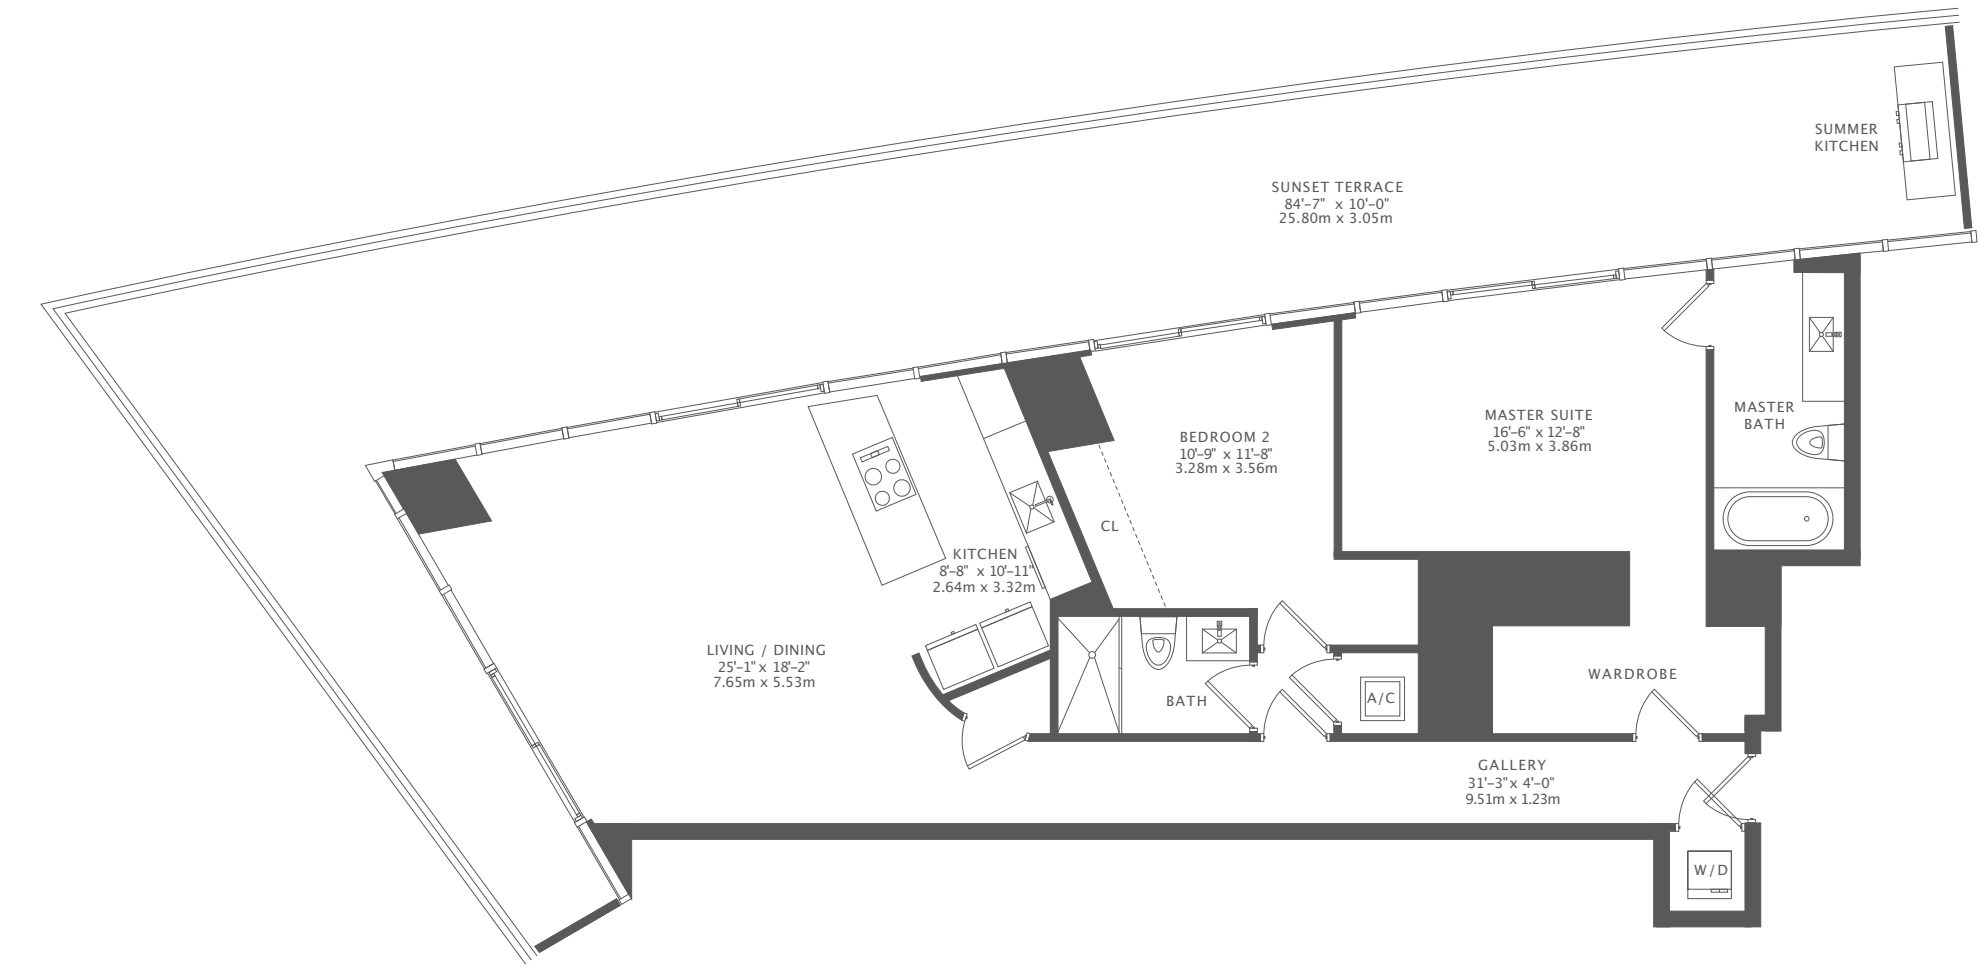 SUMMER
KITCHEN
SUNSET TERRACE
84'–7" x 10'–0"
25.80m x 3.05m
MASTER SUITE
16'–6" x 12'–8"
5.03m x 3.86m
MASTER
BATH
BEDROOM 2
10'–9" x 11'–8"
3.28m x 3.56m
CL
KITCHEN
8'–8" x 10'–11"
2.64m x 3.32m
LIVING / DINING
25'–1" x 18'–2"
7.65m x 5.53m
BATH
A/C
WARDROBE
GALLERY
31'–3" x 4'–0"
9.51m x 1.23m
W/D